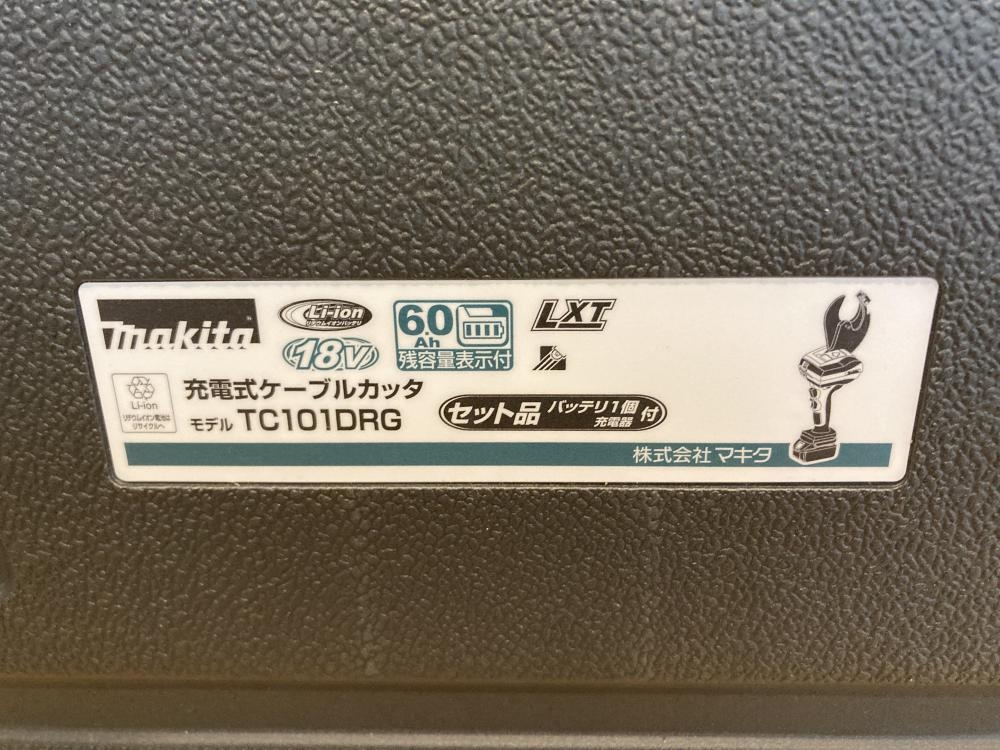 makita
Li-ion
リチウムイオンバッテリ
18V
6.0
Ah
残容量表示付
LXT
Li-ion
リチウムイオン電池は
リサイクルへ
充電式ケーブルカッタ
モデル TC101DRG
セット品 バッテリ1個 充電器 付
株式会社 マキタ